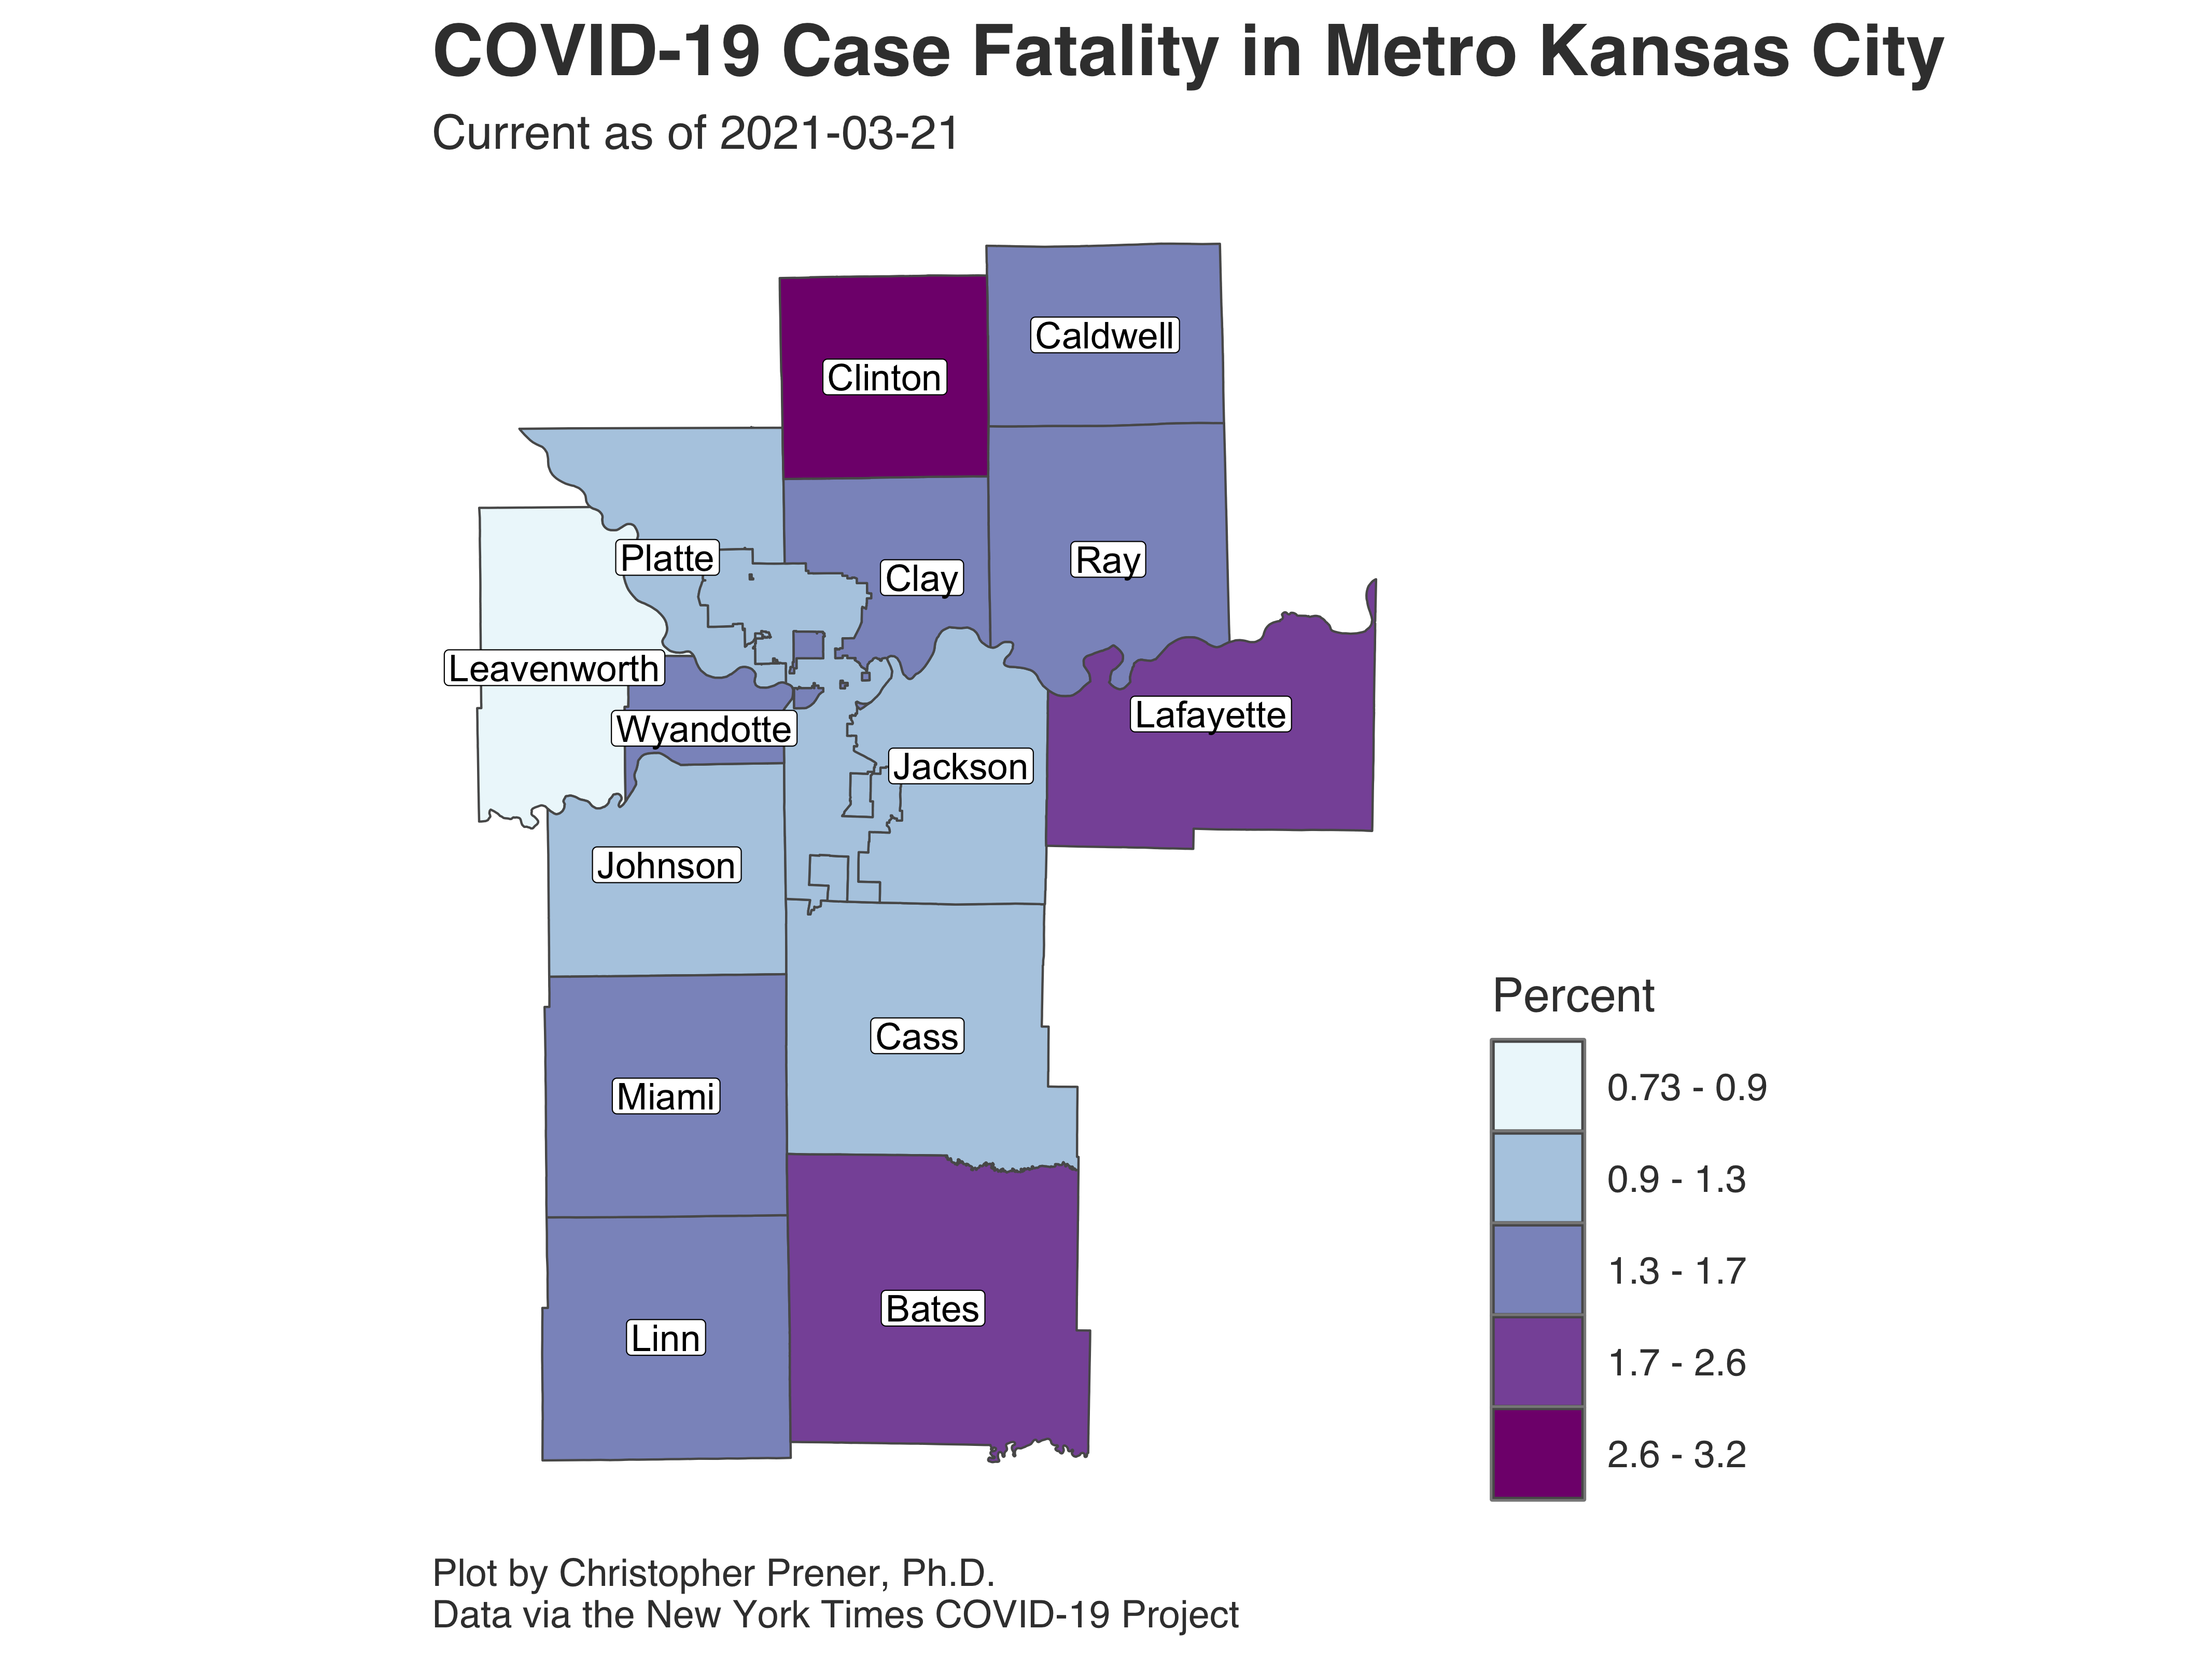 COVID-19 Case Fatality in Metro Kansas City
Current as of 2021-03-21
Caldwell
Clinton
Platte
Clay
Ray
Leavenworth
Wyandotte
Lafayette
Jackson
Johnson
Cass
Miami
Bates
Linn
Percent
0.73 - 0.9
0.9 - 1.3
1.3 - 1.7
1.7 - 2.6
2.6 - 3.2
Plot by Christopher Prener, Ph.D.
Data via the New York Times COVID-19 Project